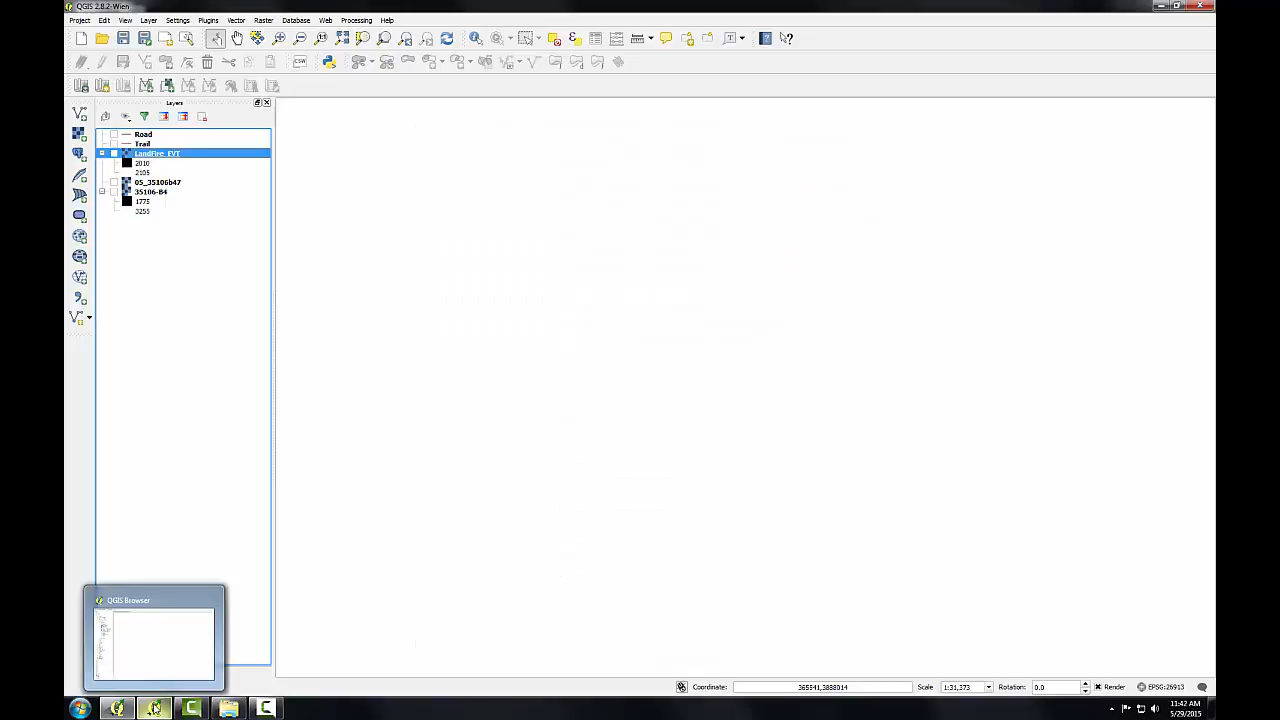 QGIS 2.8.2-Wien
Project Edit View Layer Settings Plugins Vector Raster Database Web Processing Help
CSW
Layers
Road
Trail
LandFire_EVT
2010
2105
05_35106b47
35106-B4
1775
3255
QGIS Browser
Coordinate: 365541,3888014 Scale 1:31,373 Rotation: 0.0 Render EPSG:26913
11:42 AM
5/29/2015